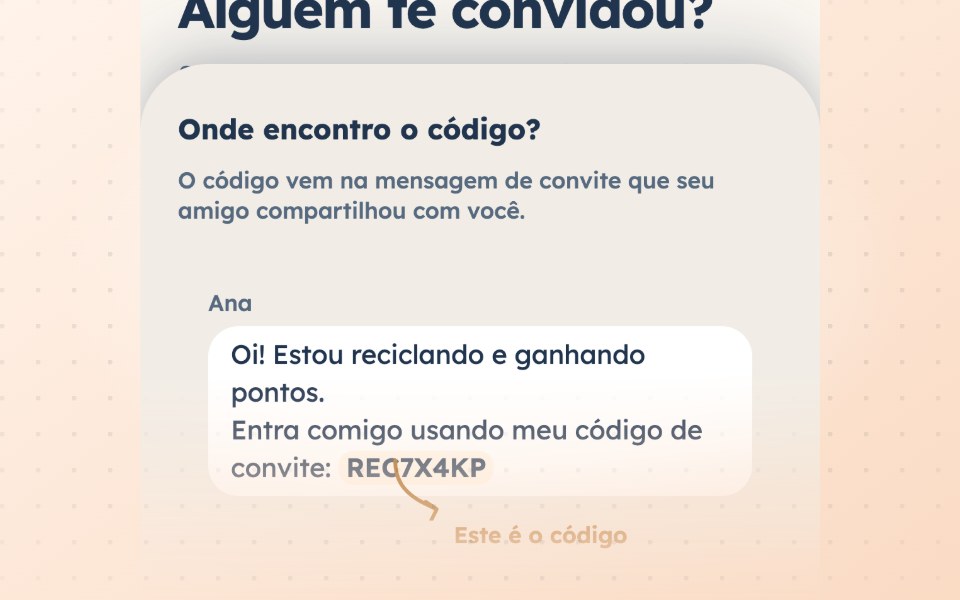 Alguém te convidou?
Onde encontro o código?
O código vem na mensagem de convite que seu
amigo compartilhou com você.
Ana
Oi! Estou reciclando e ganhando
pontos.
Entra comigo usando meu código de
convite: REC7X4KP
Este é o código